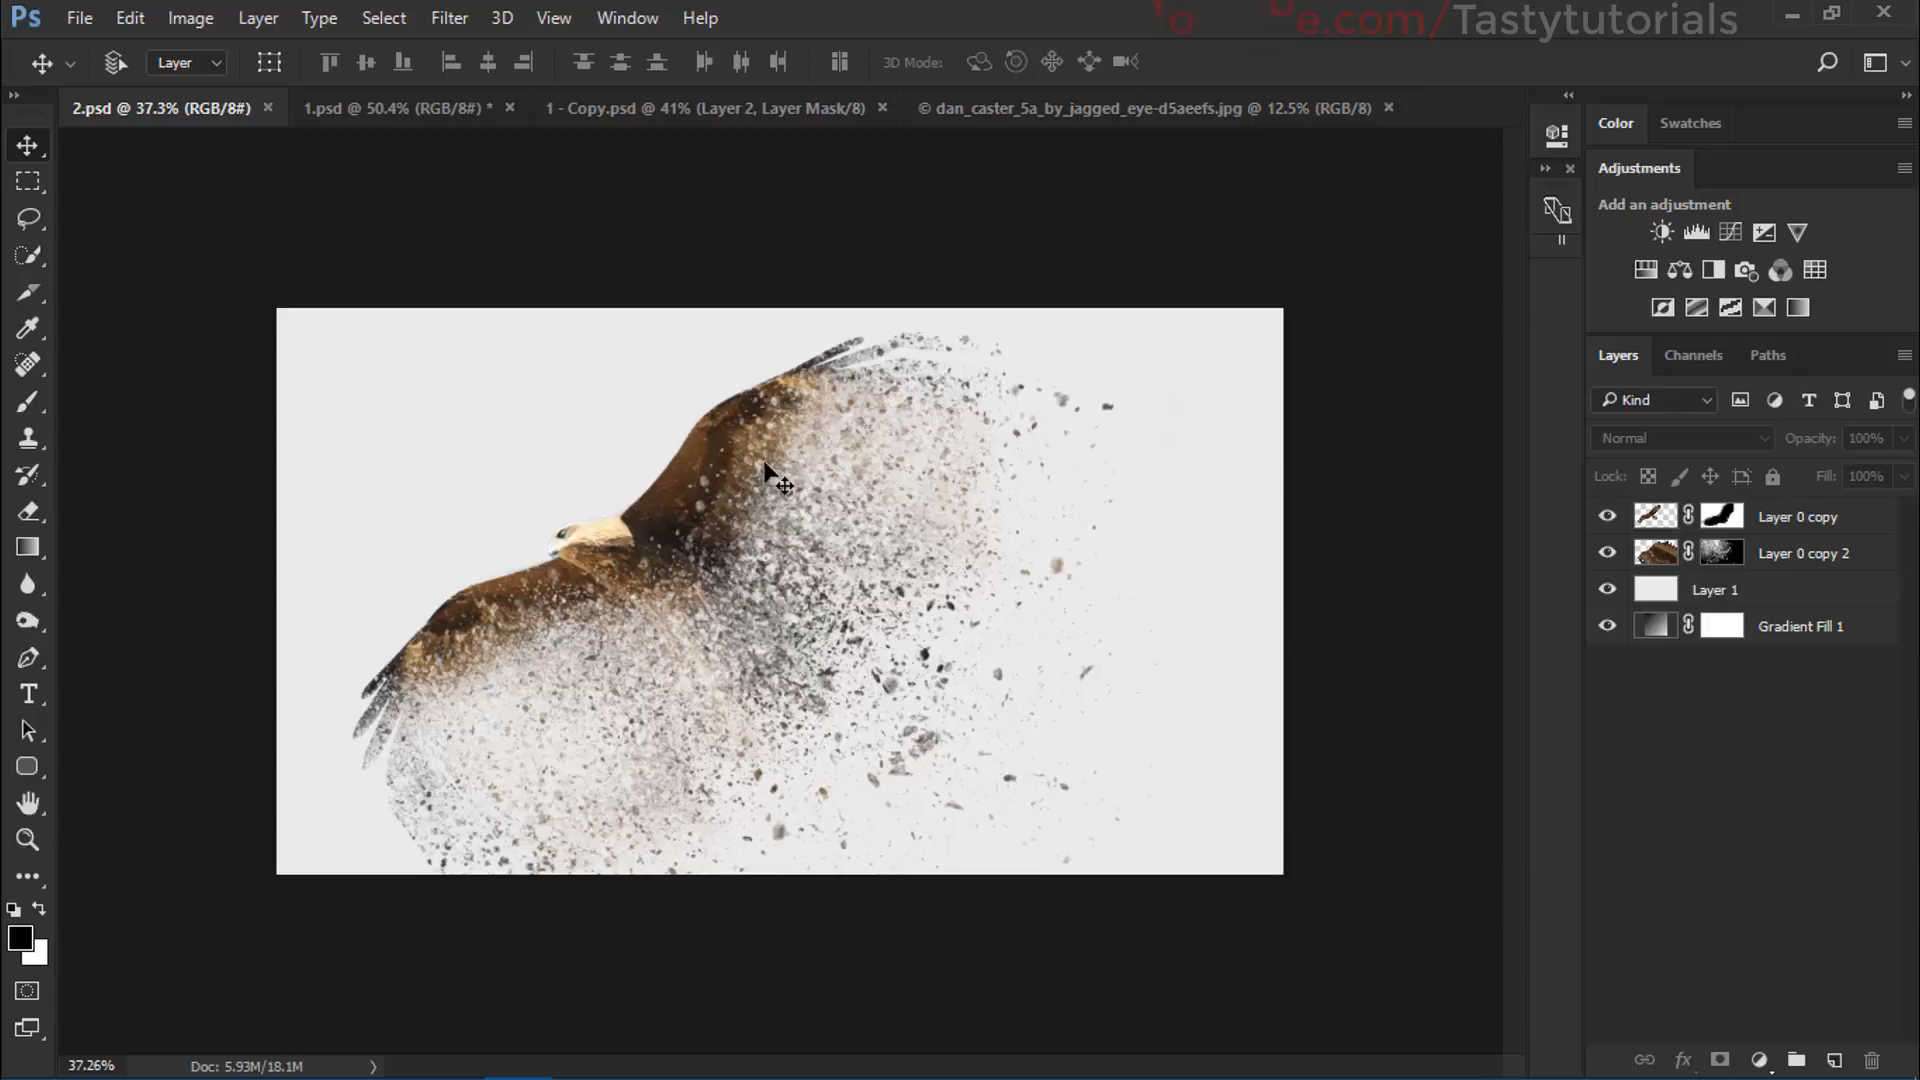 Ps File Edit Image Layer Type Select Filter 3D View Window Help
e.com/Tastytutorials
Layer 3D Mode:
2.psd @ 37.3% (RGB/8#) × 1.psd @ 50.4% (RGB/8#) * × 1 - Copy.psd @ 41% (Layer 2, Layer Mask/8) × © dan_caster_5a_by_jagged_eye-d5aeefs.jpg @ 12.5% (RGB/8) ×
Color Swatches
Adjustments
Add an adjustment
Layers Channels Paths
Kind
Normal Opacity: 100%
Lock: Fill: 100%
Layer 0 copy
Layer 0 copy 2
Layer 1
Gradient Fill 1
37.26% Doc: 5.93M/18.1M